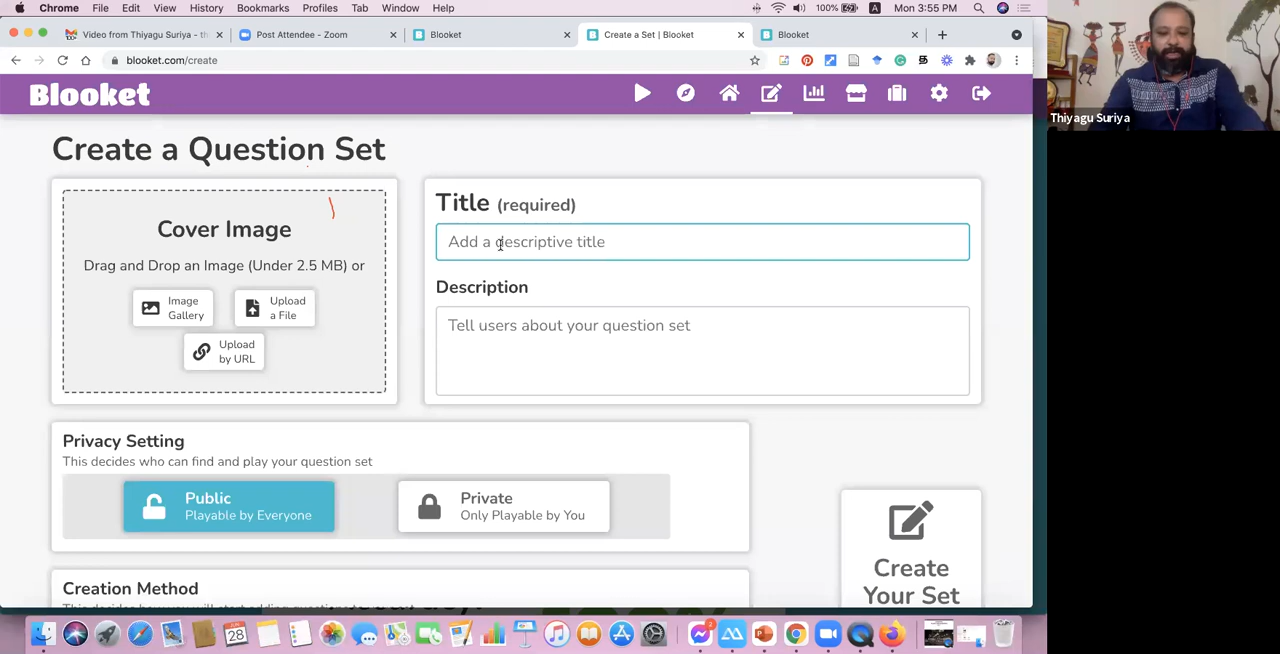 Chrome File Edit View History Bookmarks Profiles Tab Window Help 100% A Mon 3:55 PM
Video from Thiyagu Suriya - th Post Attendee - Zoom Blooket Create a Set | Blooket Blooket
blooket.com/create
Blooket
Thiyagu Suriya
Create a Question Set
Cover Image
Drag and Drop an Image (Under 2.5 MB) or
Image Gallery
Upload a File
Upload by URL
Title (required)
Add a descriptive title
Description
Tell users about your question set
Privacy Setting
This decides who can find and play your question set
Public
Playable by Everyone
Private
Only Playable by You
Create
Your Set
Creation Method
28
2